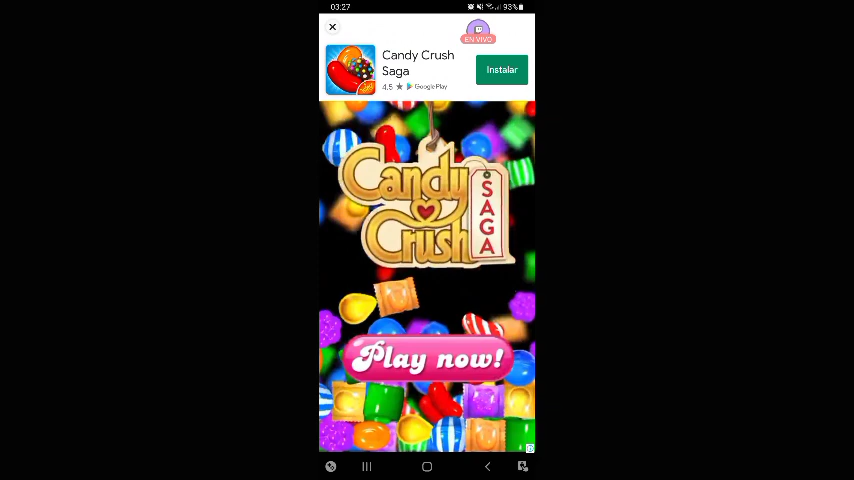 03:27
93%
EN VIVO
Candy Crush
Saga
Instalar
4,5 ★ Google Play
Candy
Crush
SAGA
Play now!